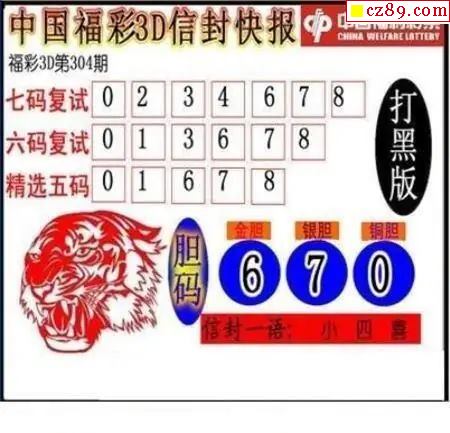 cz89.com
中国福彩3D信封快报
CHINA WELFARE LOTTERY
福彩3D第304期
七码复试 0 2 3 4 6 7 8
六码复试 0 1 3 6 7 8
精选五码 0 1 6 7 8
打黑版
胆码
金胆 银胆 铜胆
6 7 0
信封一语: 小 四 喜